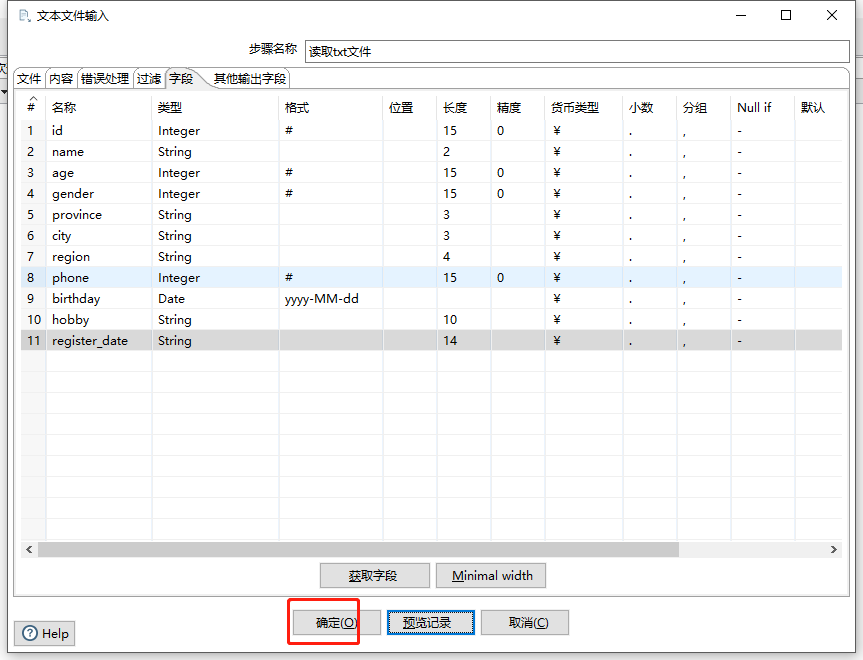 文本文件输入
步骤名称 读取txt文件
文件 内容 错误处理 过滤 字段 其他输出字段
# 名称 类型 格式 位置 长度 精度 货币类型 小数 分组 Null if 默认
1 id Integer # 15 0 ¥ . , -
2 name String 2 ¥ . , -
3 age Integer # 15 0 ¥ . , -
4 gender Integer # 15 0 ¥ . , -
5 province String 3 ¥ . , -
6 city String 3 ¥ . , -
7 region String 4 ¥ . , -
8 phone Integer # 15 0 ¥ . , -
9 birthday Date yyyy-MM-dd ¥ . , -
10 hobby String 10 ¥ . , -
11 register_date String 14 ¥ . , -
获取字段 Minimal width
确定(O) 预览记录 取消(C)
Help